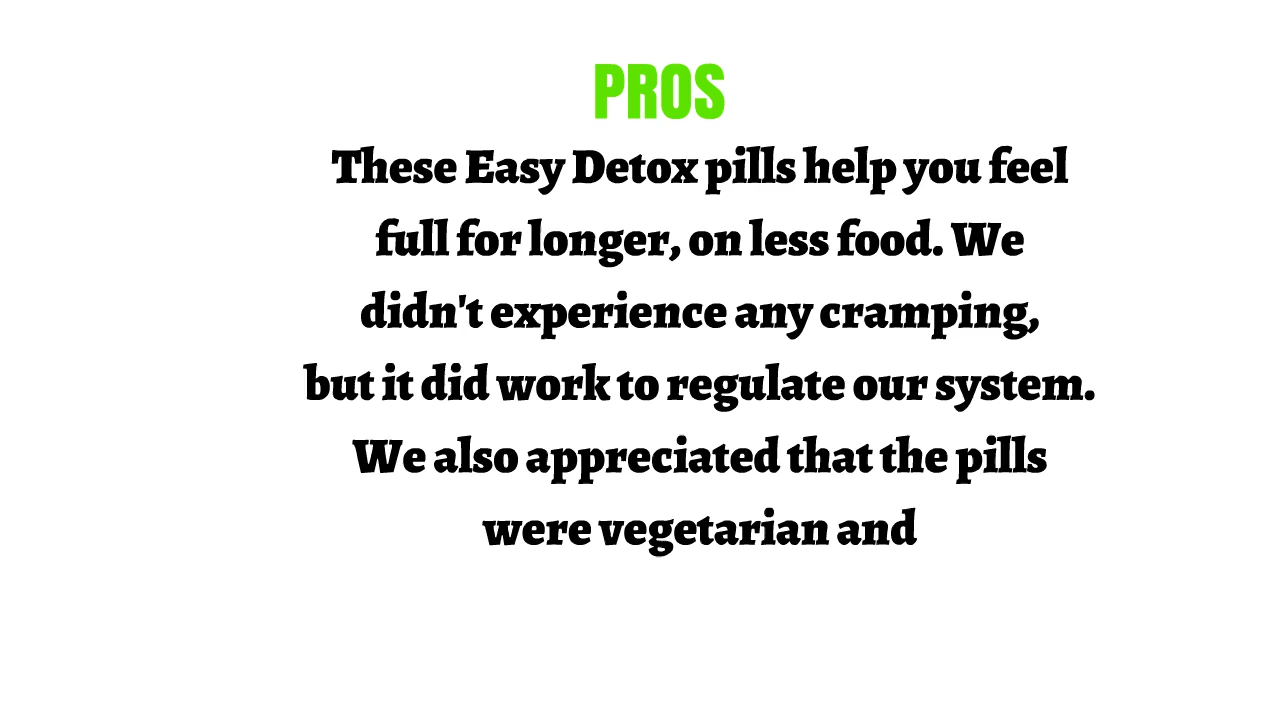 PROS
These Easy Detox pills help you feel
full for longer, on less food. We
didn't experience any cramping,
but it did work to regulate our system.
We also appreciated that the pills
were vegetarian and